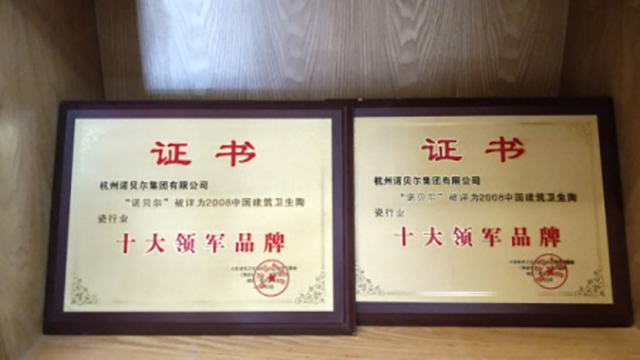 证书
杭州诺贝尔集团有限公司
“诺贝尔”被评为2008中国建筑卫生陶
瓷行业
十大领军品牌
证书
杭州诺贝尔集团有限公司
“诺贝尔”被评为2008中国建筑卫生陶
瓷行业
十大领军品牌